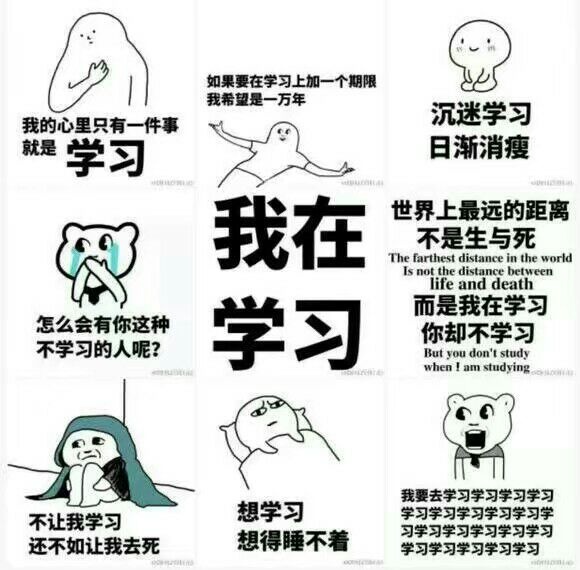 我的心里只有一件事
就是 学习
如果要在学习上加一个期限
我希望是一万年
沉迷学习
日渐消瘦
怎么会有你这种
不学习的人呢?
我在
学习
世界上最远的距离
不是生与死
The farthest distance in the world
Is not the distance between
life and death
而是我在学习
你却不学习
But you don't study
when I am studying
不让我学习
还不如让我去死
想学习
想得睡不着
我要去学习学习学习学习
学习学习学习学习学习学
习学习学习学习学习学习
学习学习学习学习学习